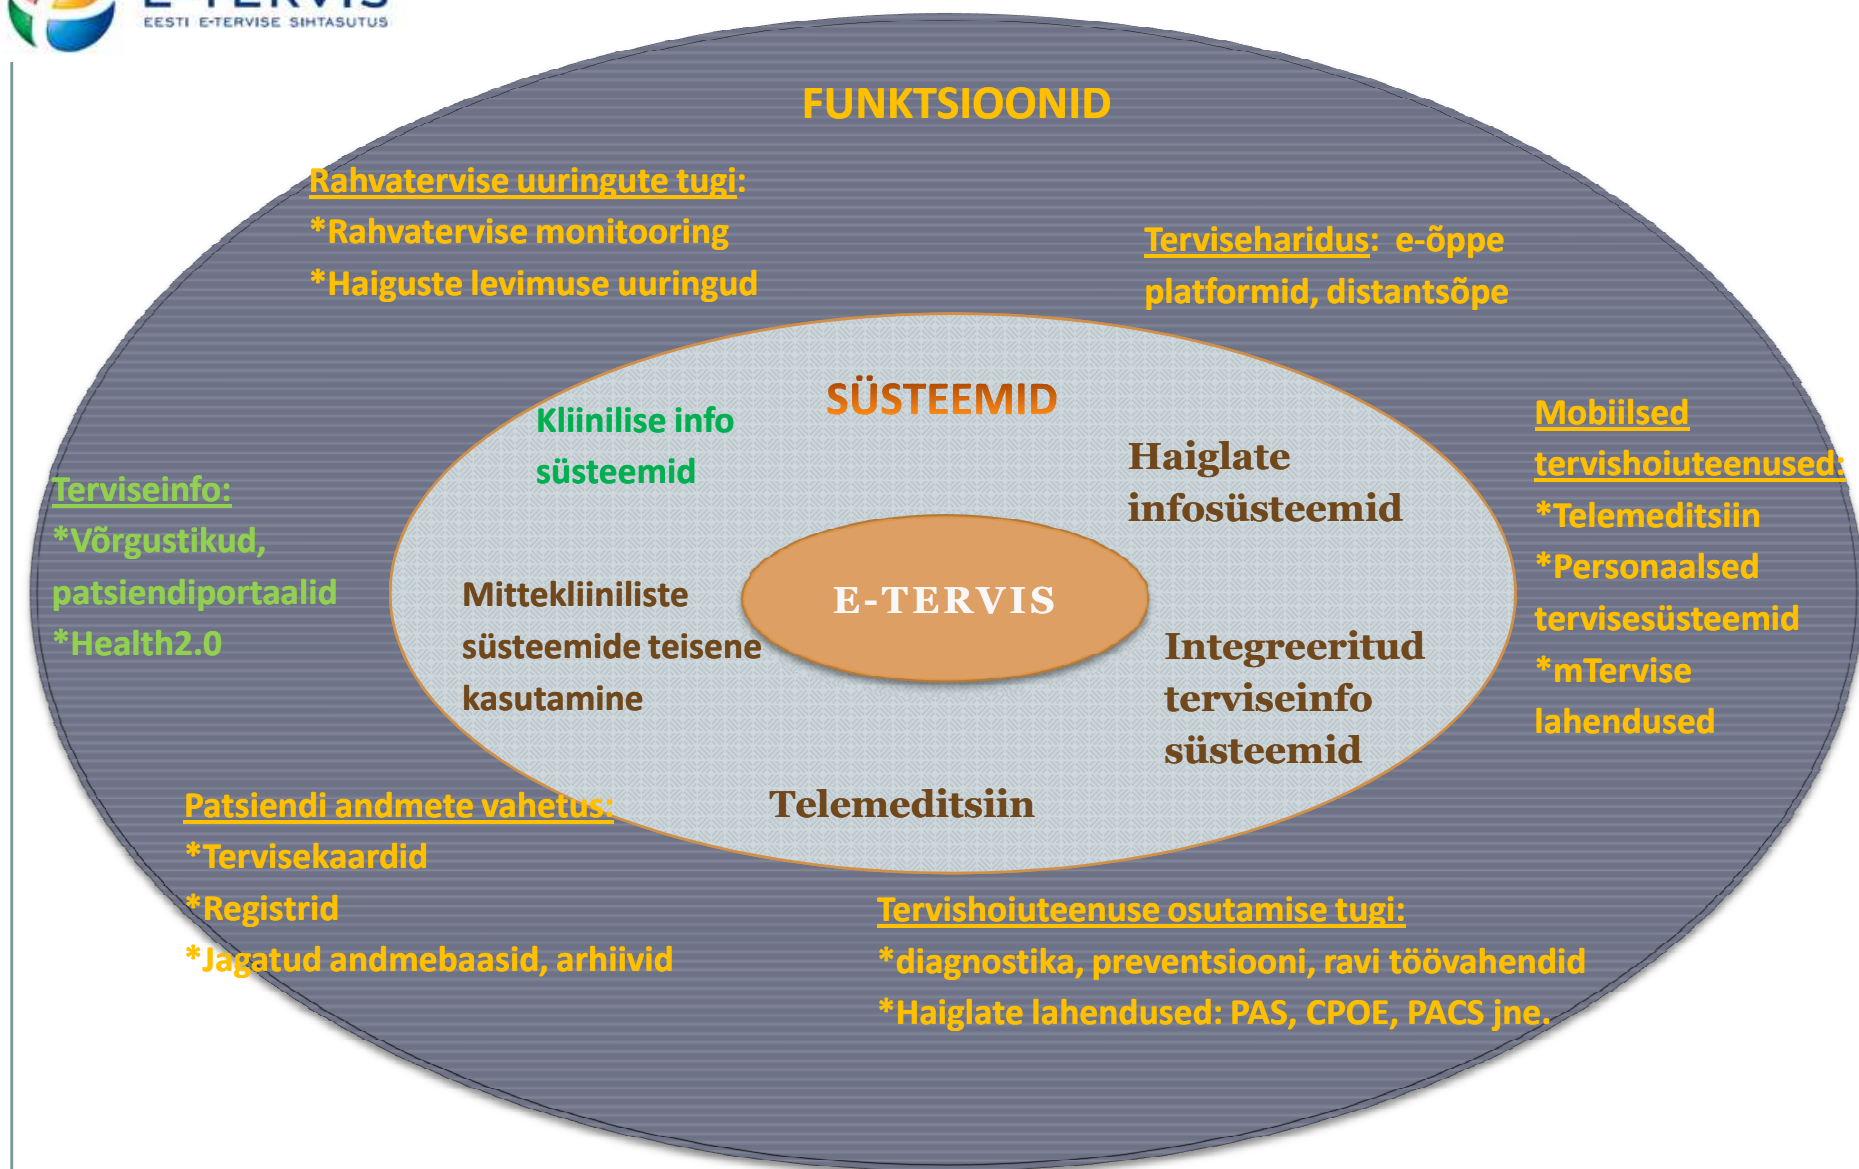 E-TERVIS
EESTI E-TERVISE SIHTASUTUS
FUNKTSIOONID
Rahvatervise uuringute tugi:
*Rahvatervise monitooring
*Haiguste levimuse uuringud
Terviseharidus: e-õppe
platformid, distantsõpe
SÜSTEEMID
Kliinilise info
süsteemid
Haiglate
infosüsteemid
Mobiilsed
tervishoiuteenused:
*Telemeditsiin
*Personaalsed
tervisesüsteemid
*mTervise
lahendused
Terviseinfo:
*Võrgustikud,
patsiendiportaalid
*Health2.0
Mittekliiniliste
süsteemide teisene
kasutamine
E-TERVIS
Integreeritud
terviseinfo
süsteemid
Telemeditsiin
Patsiendi andmete vahetus:
*Tervisekaardid
*Registrid
*Jagatud andmebaasid, arhiivid
Tervishoiuteenuse osutamise tugi:
*diagnostika, preventsiooni, ravi töövahendid
*Haiglate lahendused: PAS, CPOE, PACS jne.